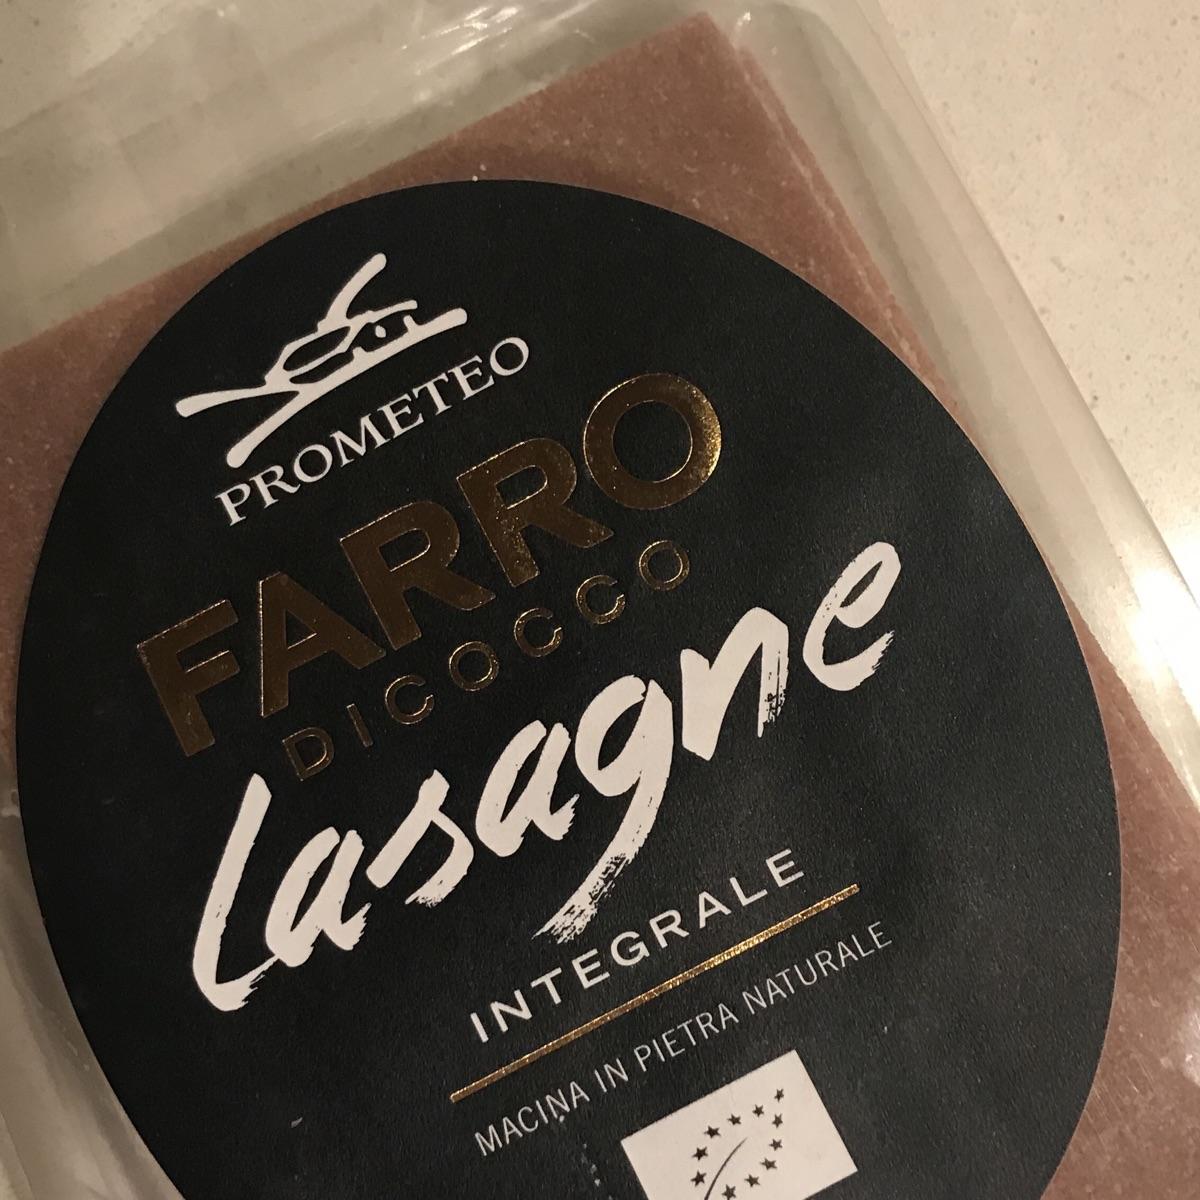 PROMETEO
FARRO
DICOCCO
lasagne
INTEGRALE
MACINA IN PIETRA NATURALE